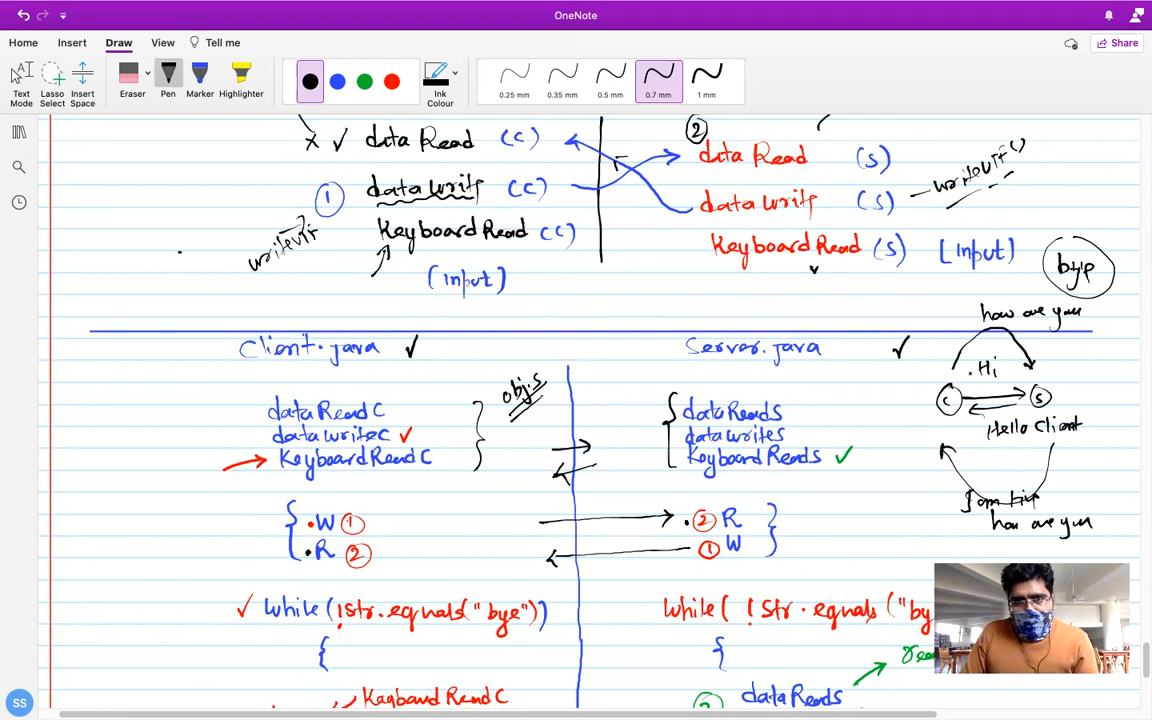 OneNote
Home Insert Draw View Tell me Share
Text Mode Lasso Select Insert Space Eraser Pen Marker Highlighter 0.25 mm 0.35 mm 0.5 mm 0.7 mm 1 mm Ink Colour
x ✓ data Read (C) ② data Read (S)
① data write (C) data write (S) - writeUTF()
writeUTF Keyboard Read (C) Keyboard Read (S) [Input]
(Input) bye
how are you
Client.java ✓ Server.java ✓
.Hi
objs
C S
dataReadC dataReadS
datawriteC ✓ datawriteS Hello Client
KeyboardReadC KeyboardReadS ✓
I am
how are you
.W ① .② R
.R ② ① W
✓ while(!str.equals("bye")) while( ! str.equals ("by
{ {
KeyboardReadC dataReadS
SS